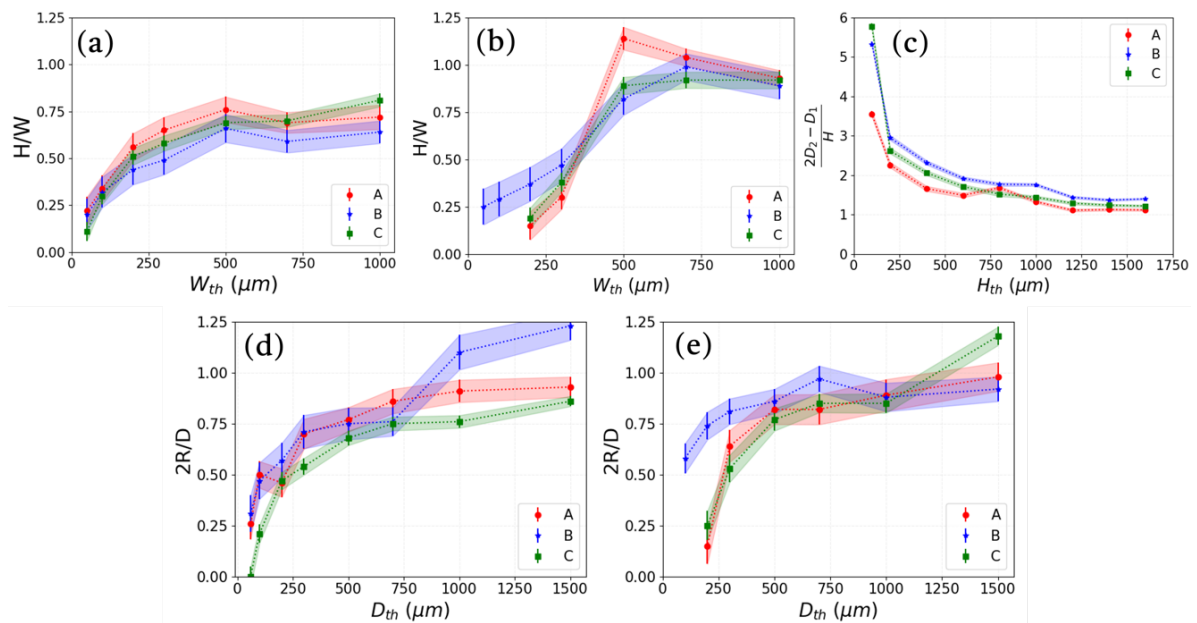 (a)
H/W
1.25
1.00
0.75
0.50
0.25
0.00
0 250 500 750 1000
W_th (μm)
A
B
C
(b)
H/W
1.25
1.00
0.75
0.50
0.25
0.00
0 250 500 750 1000
W_th (μm)
A
B
C
(c)
2D_2 − D_1
H
6
5
4
3
2
1
0
0 250 500 750 1000 1250 1500 1750
H_th (μm)
A
B
C
(d)
2R/D
1.25
1.00
0.75
0.50
0.25
0.00
0 250 500 750 1000 1250 1500
D_th (μm)
A
B
C
(e)
2R/D
1.25
1.00
0.75
0.50
0.25
0.00
0 250 500 750 1000 1250 1500
D_th (μm)
A
B
C